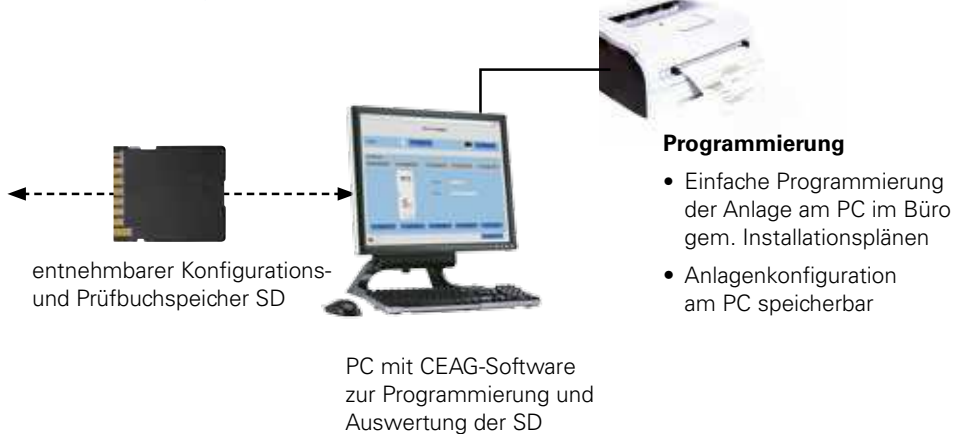 Programmierung
• Einfache Programmierung
der Anlage am PC im Büro
gem. Installationsplänen
• Anlagenkonfiguration
am PC speicherbar
entnehmbarer Konfigurations-
und Prüfbuchspeicher SD
PC mit CEAG-Software
zur Programmierung und
Auswertung der SD